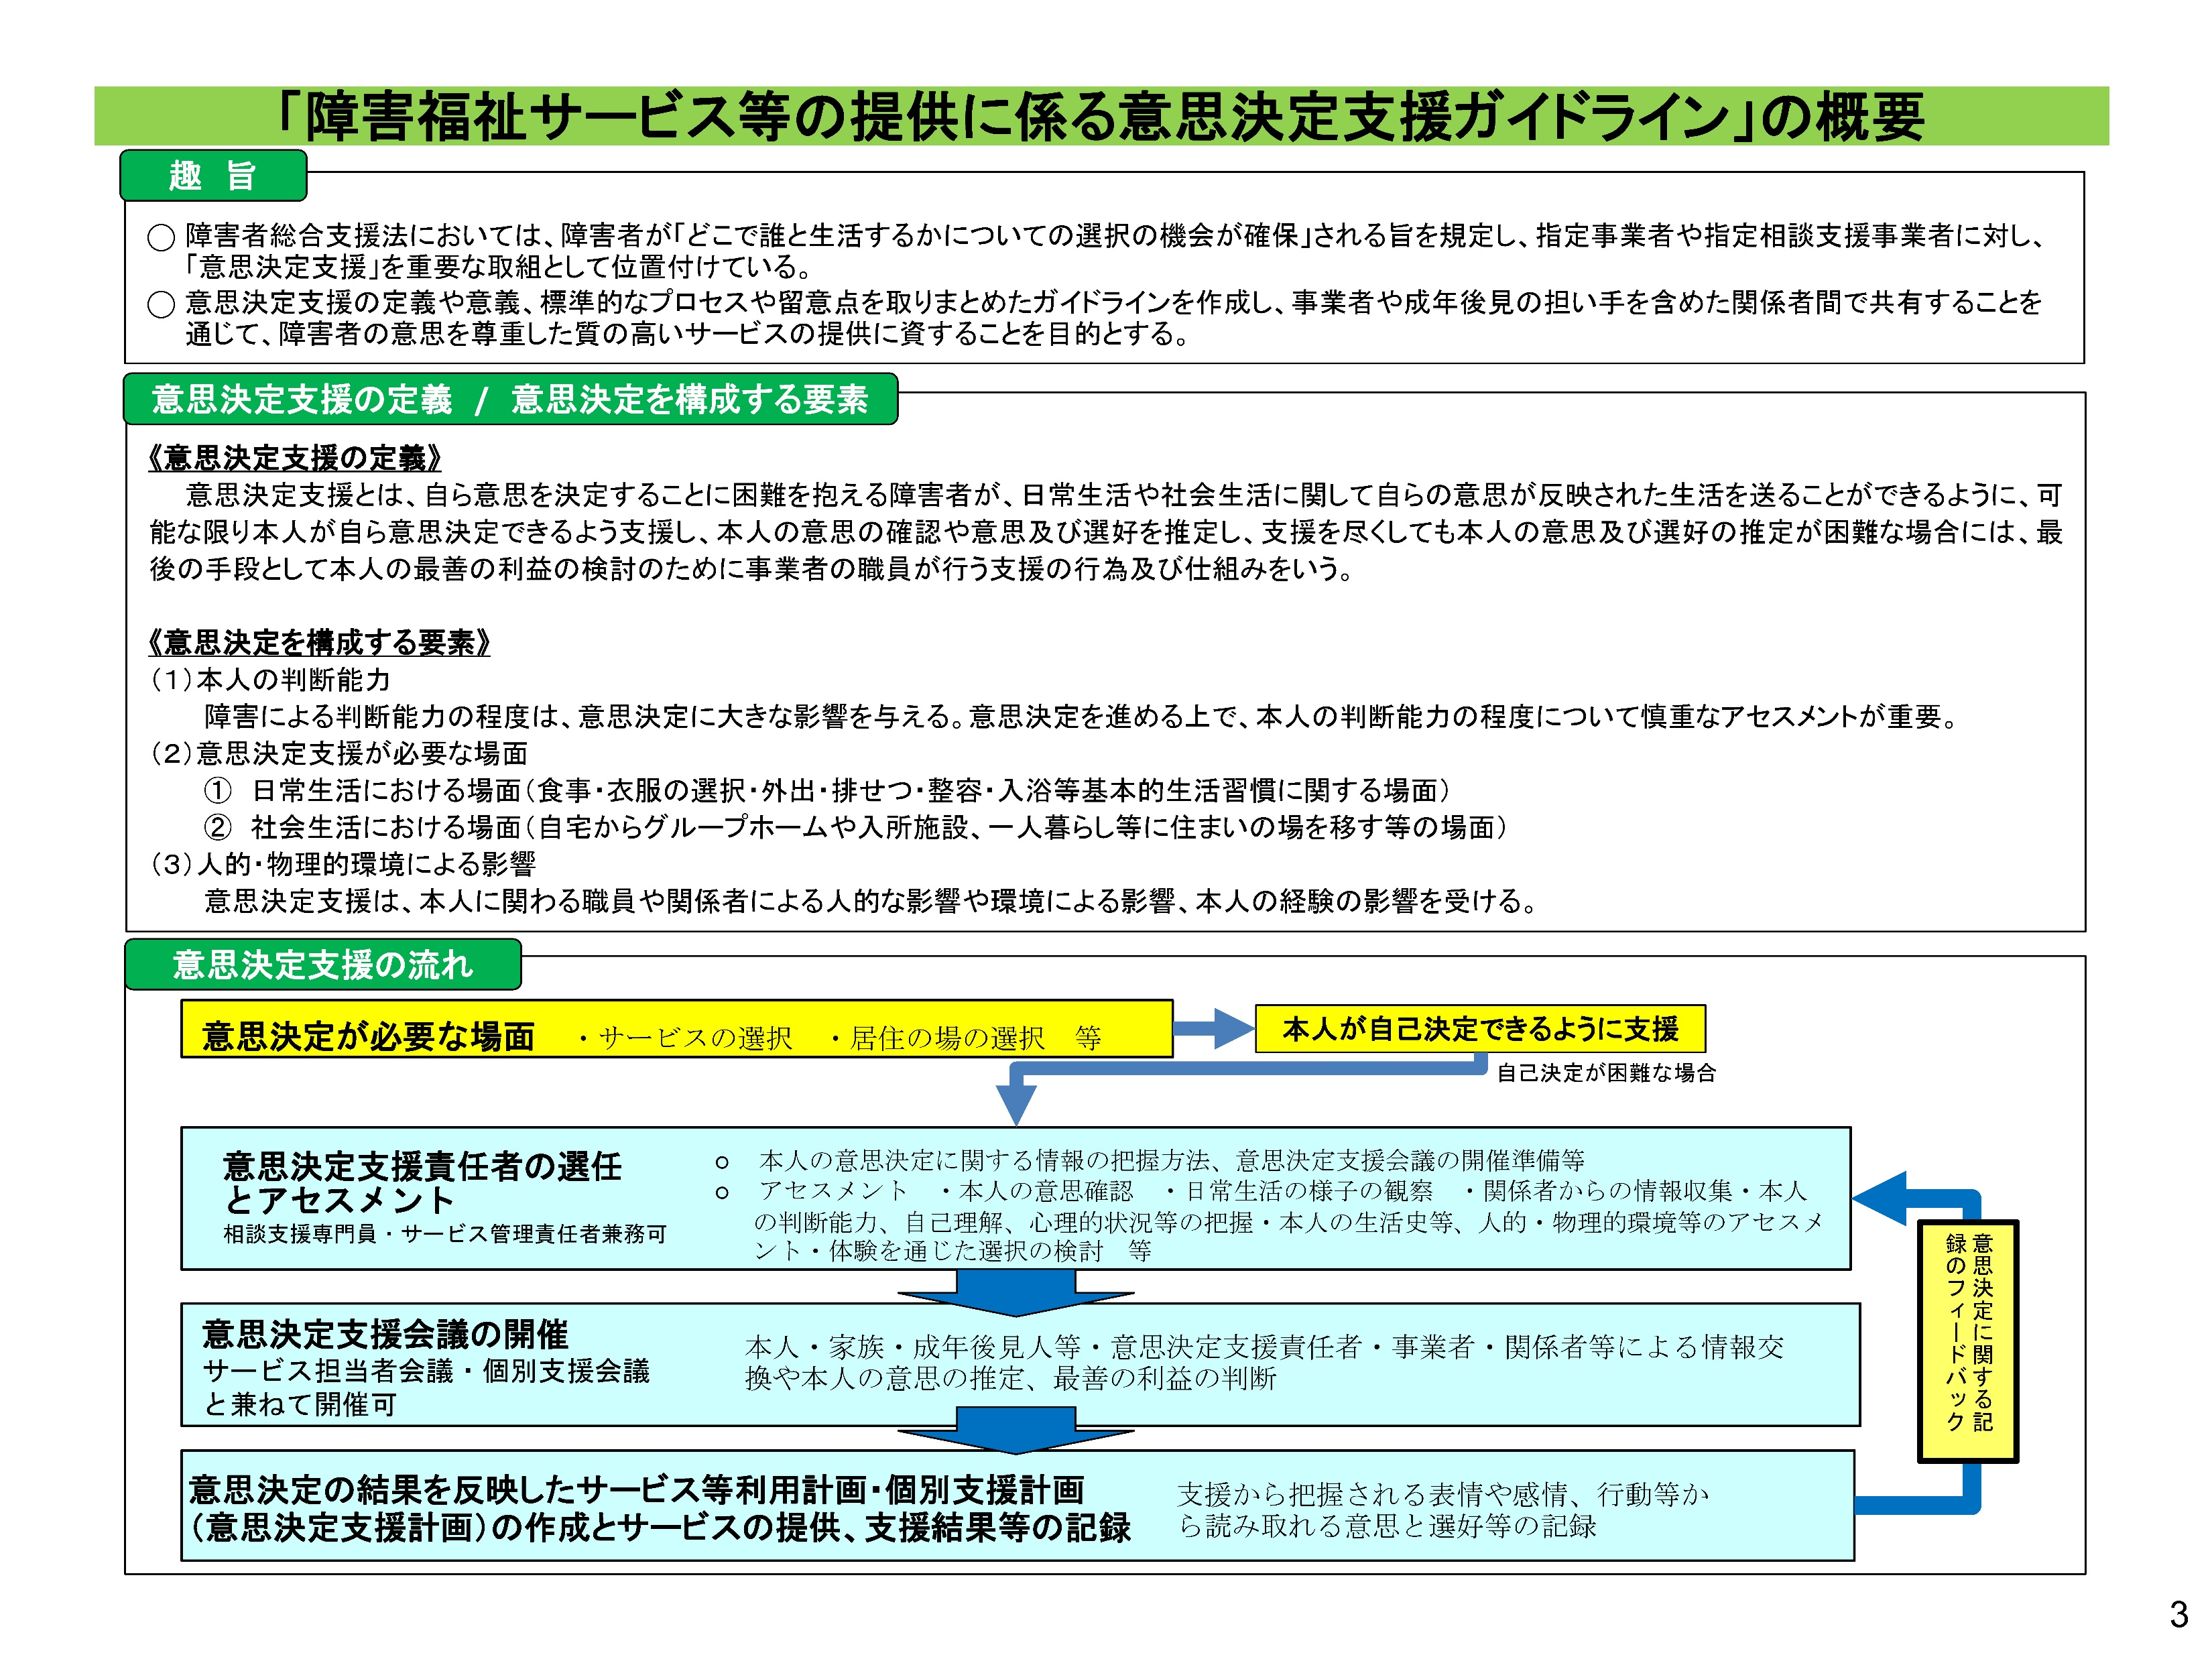 「障害福祉サービス等の提供に係る意思決定支援ガイドライン」の概要
趣 旨
○ 障害者総合支援法においては、障害者が「どこで誰と生活するかについての選択の機会が確保」される旨を規定し、指定事業者や指定相談支援事業者に対し、
「意思決定支援」を重要な取組として位置付けている。
○ 意思決定支援の定義や意義、標準的なプロセスや留意点を取りまとめたガイドラインを作成し、事業者や成年後見の担い手を含めた関係者間で共有することを
通じて、障害者の意思を尊重した質の高いサービスの提供に資することを目的とする。
意思決定支援の定義 / 意思決定を構成する要素
《意思決定支援の定義》
意思決定支援とは、自ら意思を決定することに困難を抱える障害者が、日常生活や社会生活に関して自らの意思が反映された生活を送ることができるように、可
能な限り本人が自ら意思決定できるよう支援し、本人の意思の確認や意思及び選好を推定し、支援を尽くしても本人の意思及び選好の推定が困難な場合には、最
後の手段として本人の最善の利益の検討のために事業者の職員が行う支援の行為及び仕組みをいう。
《意思決定を構成する要素》
（１）本人の判断能力
障害による判断能力の程度は、意思決定に大きな影響を与える。意思決定を進める上で、本人の判断能力の程度について慎重なアセスメントが重要。
（２）意思決定支援が必要な場面
① 日常生活における場面（食事・衣服の選択・外出・排せつ・整容・入浴等基本的生活習慣に関する場面）
② 社会生活における場面（自宅からグループホームや入所施設、一人暮らし等に住まいの場を移す等の場面）
（３）人的・物理的環境による影響
意思決定支援は、本人に関わる職員や関係者による人的な影響や環境による影響、本人の経験の影響を受ける。
意思決定支援の流れ
意思決定が必要な場面 ・サービスの選択 ・居住の場の選択 等
本人が自己決定できるように支援
自己決定が困難な場合
意思決定支援責任者の選任
とアセスメント
相談支援専門員・サービス管理責任者兼務可
○ 本人の意思決定に関する情報の把握方法、意思決定支援会議の開催準備等
○ アセスメント ・本人の意思確認 ・日常生活の様子の観察 ・関係者からの情報収集・本人
の判断能力、自己理解、心理的状況等の把握・本人の生活史等、人的・物理的環境等のアセスメ
ント・体験を通じた選択の検討 等
意思決定支援会議の開催
サービス担当者会議・個別支援会議
と兼ねて開催可
本人・家族・成年後見人等・意思決定支援責任者・事業者・関係者等による情報交
換や本人の意思の推定、最善の利益の判断
意思決定の結果を反映したサービス等利用計画・個別支援計画
（意思決定支援計画）の作成とサービスの提供、支援結果等の記録
支援から把握される表情や感情、行動等か
ら読み取れる意思と選好等の記録
意思決定に関する記
録のフィードバック
3